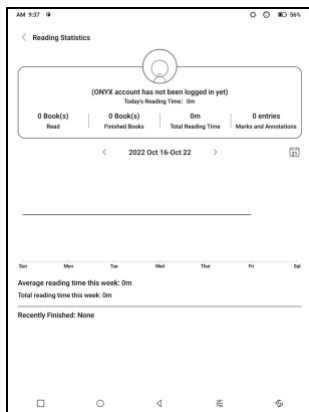 AM 9:37 56%
Reading Statistics
(ONYX account has not been logged in yet)
Today's Reading Time: 0m
0 Book(s) 0 Book(s) 0m 0 entries
Read Finished Books Total Reading Time Marks and Annotations
2022 Oct 16-Oct 22 21
Sun Mon Tue Wed Thur Fri Sat
Average reading time this week: 0m
Total reading time this week: 0m
Recently Finished: None